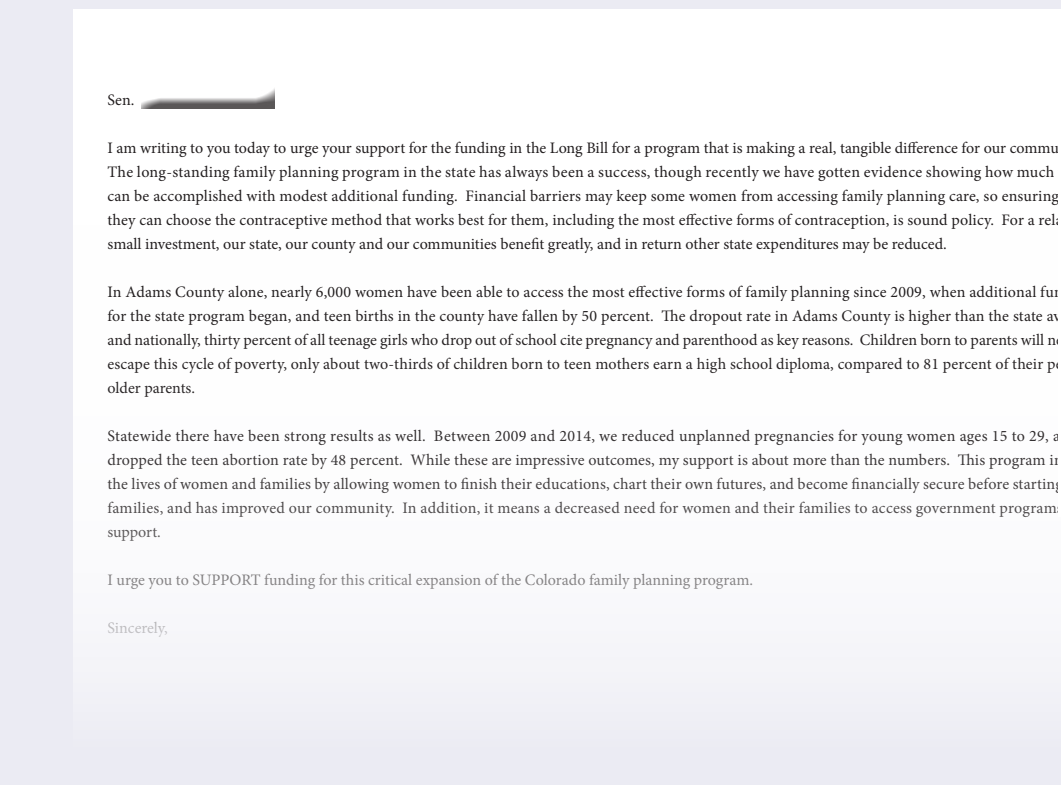 Sen.
I am writing to you today to urge your support for the funding in the Long Bill for a program that is making a real, tangible difference for our commu
The long-standing family planning program in the state has always been a success, though recently we have gotten evidence showing how much
can be accomplished with modest additional funding. Financial barriers may keep some women from accessing family planning care, so ensuring
they can choose the contraceptive method that works best for them, including the most effective forms of contraception, is sound policy. For a rela
small investment, our state, our county and our communities benefit greatly, and in return other state expenditures may be reduced.
In Adams County alone, nearly 6,000 women have been able to access the most effective forms of family planning since 2009, when additional fun
for the state program began, and teen births in the county have fallen by 50 percent. The dropout rate in Adams County is higher than the state av
and nationally, thirty percent of all teenage girls who drop out of school cite pregnancy and parenthood as key reasons. Children born to parents will no
escape this cycle of poverty, only about two-thirds of children born to teen mothers earn a high school diploma, compared to 81 percent of their pe
older parents.
Statewide there have been strong results as well. Between 2009 and 2014, we reduced unplanned pregnancies for young women ages 15 to 29, a
dropped the teen abortion rate by 48 percent. While these are impressive outcomes, my support is about more than the numbers. This program in
the lives of women and families by allowing women to finish their educations, chart their own futures, and become financially secure before starting
families, and has improved our community. In addition, it means a decreased need for women and their families to access government programs
support.
I urge you to SUPPORT funding for this critical expansion of the Colorado family planning program.
Sincerely,